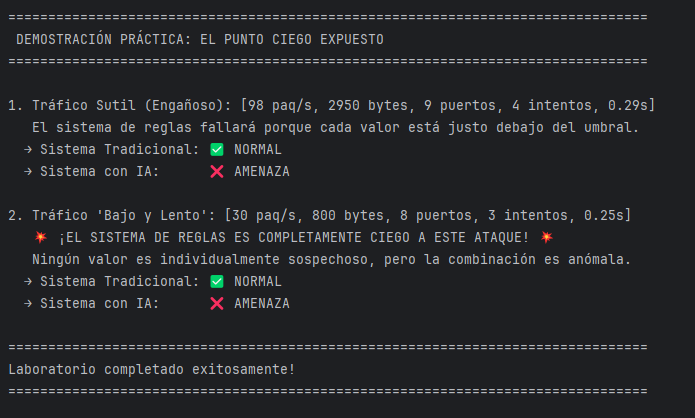 ================================================================================
 DEMOSTRACIÓN PRÁCTICA: EL PUNTO CIEGO EXPUESTO
================================================================================
1. Tráfico Sutil (Engañoso): [98 paq/s, 2950 bytes, 9 puertos, 4 intentos, 0.29s]
   El sistema de reglas fallará porque cada valor está justo debajo del umbral.
  → Sistema Tradicional: ✅ NORMAL
  → Sistema con IA:      ❌ AMENAZA
2. Tráfico 'Bajo y Lento': [30 paq/s, 800 bytes, 8 puertos, 3 intentos, 0.25s]
   💥 ¡EL SISTEMA DE REGLAS ES COMPLETAMENTE CIEGO A ESTE ATAQUE! 💥
   Ningún valor es individualmente sospechoso, pero la combinación es anómala.
  → Sistema Tradicional: ✅ NORMAL
  → Sistema con IA:      ❌ AMENAZA
================================================================================
Laboratorio completado exitosamente!
================================================================================